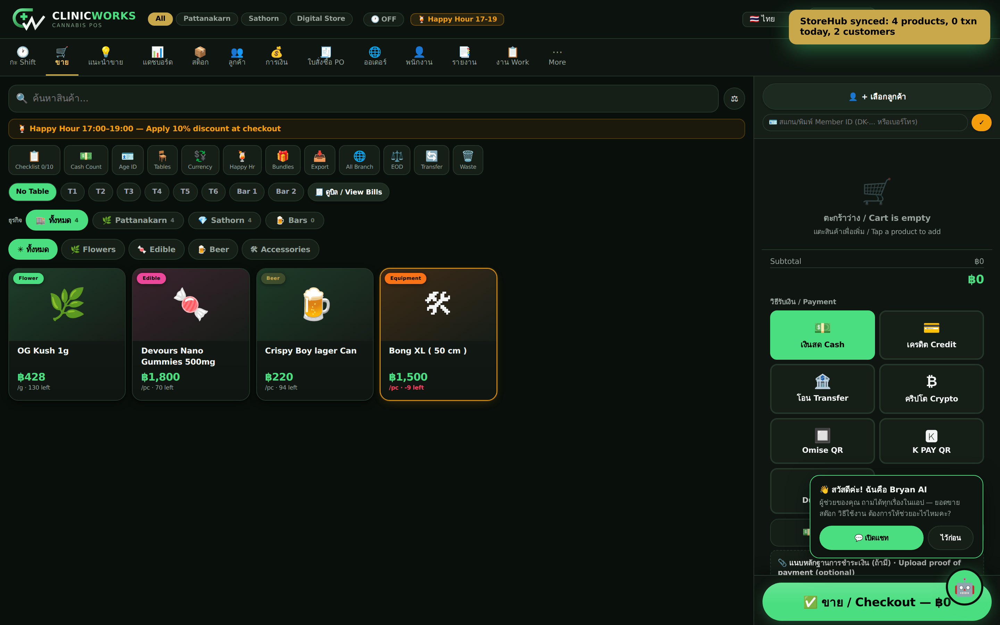 CLINICWORKS
CANNABIS POS
All
Pattanakarn
Sathorn
Digital Store
OFF
Happy Hour 17-19
ไทย
StoreHub synced: 4 products, 0 txn
today, 2 customers
กะ Shift
ขาย
แนะนำขาย
แดชบอร์ด
สต็อก
ลูกค้า
การเงิน
ใบสั่งซื้อ PO
ออเดอร์
พนักงาน
รายงาน
งาน Work
More
ค้นหาสินค้า...
+ เลือกลูกค้า
สแกน/พิมพ์ Member ID (DK-... หรือเบอร์โทร)
Happy Hour 17:00–19:00 — Apply 10% discount at checkout
Checklist 0/10
Cash Count
Age ID
Tables
Currency
Happy Hr
Bundles
Export
All Branch
EOD
Transfer
Waste
No Table
T1
T2
T3
T4
T5
T6
Bar 1
Bar 2
ดูบิล / View Bills
ธุรกิจ
ทั้งหมด 4
Pattanakarn 4
Sathorn 4
Bars 0
ทั้งหมด
Flowers
Edible
Beer
Accessories
Flower
OG Kush 1g
฿428
/g · 130 left
Edible
Devours Nano
Gummies 500mg
฿1,800
/pc · 70 left
Beer
Crispy Boy lager Can
฿220
/pc · 94 left
Equipment
Bong XL ( 50 cm )
฿1,500
/pc · -9 left
ตะกร้าว่าง / Cart is empty
แตะสินค้าเพื่อเพิ่ม / Tap a product to add
Subtotal ฿0
฿0
วิธีรับเงิน / Payment
เงินสด Cash
เครดิต Credit
โอน Transfer
คริปโต Crypto
Omise QR
K PAY QR
สวัสดีค่ะ! ฉันคือ Bryan AI
ผู้ช่วยของคุณ ถามได้ทุกเรื่องในแอป — ยอดขาย
สต๊อก วิธีใช้งาน ต้องการให้ช่วยอะไรไหมคะ?
เปิดแชท
ไว้ก่อน
แนบหลักฐานการชำระเงิน (ถ้ามี) · Upload proof of
payment (optional)
ขาย / Checkout — ฿0